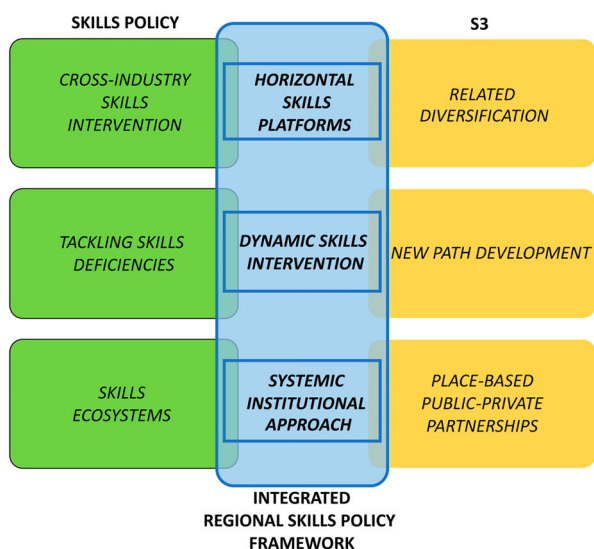 SKILLS POLICY
S3
CROSS-INDUSTRY
SKILLS
INTERVENTION
HORIZONTAL
SKILLS
PLATFORMS
RELATED
DIVERSIFICATION
TACKLING SKILLS
DEFICIENCIES
DYNAMIC SKILLS
INTERVENTION
NEW PATH DEVELOPMENT
SKILLS
ECOSYSTEMS
SYSTEMIC
INSTITUTIONAL
APPROACH
PLACE-BASED
PUBLIC-PRIVATE
PARTNERSHIPS
INTEGRATED
REGIONAL SKILLS POLICY
FRAMEWORK